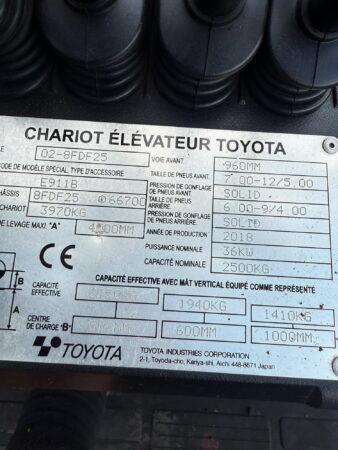 CHARIOT ÉLÉVATEUR TOYOTA
02-8FDF25
VOIE AVANT
960MM
CODE DE MODÈLE SPÉCIAL TYPE D'ACCESSOIRE
TAILLE DE PNEUS AVANT
7.00-12/5.00
E911B
PRESSION DE GONFLAGE DE PNEUS AVANT
SOLID
CHÂSSIS
8FDF25
66700
TAILLE DE PNEUS ARRIÈRE
6.00-9/4.00
CHARIOT
3970KG
PRESSION DE GONFLAGE DE PNEUS ARRIÈRE
SOLID
DE LEVAGE MAXI. "A"
ANNÉE DE PRODUCTION
2018
PUISSANCE NOMINALE
36KW
CAPACITÉ NOMINALE
2500KG
CE
CAPACITÉ EFFECTIVE AVEC MÂT VERTICAL ÉQUIPÉ COMME REPRÉSENTÉ
B
CAPACITÉ EFFECTIVE
1940KG
1410KG
A
CENTRE DE CHARGE "B"
600MM
1000MM
TOYOTA
TOYOTA INDUSTRIES CORPORATION
2-1, Toyoda-cho, Kariya-shi, Aichi 448-8671 Japan